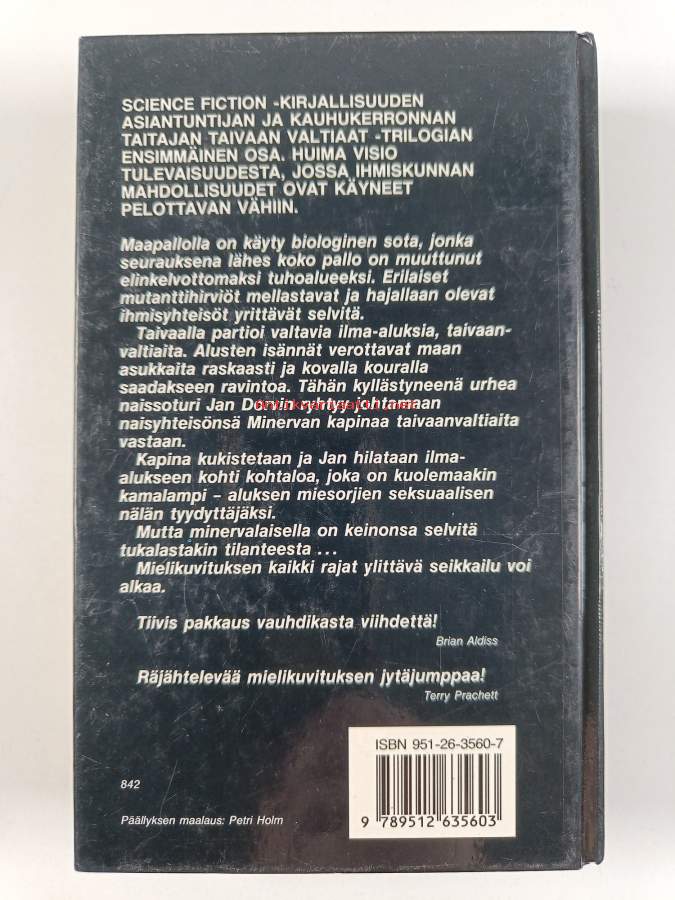 SCIENCE FICTION -KIRJALLISUUDEN
ASIANTUNTIJAN JA KAUHUKERRONNAN
TAITAJAN TAIVAAN VALTIAAT -TRILOGIAN
ENSIMMÄINEN OSA. HUIMA VISIO
TULEVAISUUDESTA, JOSSA IHMISKUNNAN
MAHDOLLISUUDET OVAT KÄYNEET
PELOTTAVAN VÄHIIN.
Maapallolla on käyty biologinen sota, jonka
seurauksena lähes koko pallo on muuttunut
elinkelvottomaksi tuhoalueeksi. Erilaiset
mutanttihirviöt mellastavat ja hajallaan olevat
ihmisyhteisöt yrittävät selvitä.
Taivaalla partioi valtavia ilma-aluksia, taivaan-
valtiaita. Alusten isännät verottavat maan
asukkaita raskaasti ja kovalla kouralla
saadakseen ravintoa. Tähän kyllästyneenä urhea
naissoturi Jan Dorvin ryhtyy johtamaan
naisyhteisönsä Minervan kapinaa taivaanvaltiaita
vastaan.
Kapina kukistetaan ja Jan hilataan ilma-
alukseen kohti kohtaloa, joka on kuolemaakin
kamalampi – aluksen miesorjien seksuaalisen
nälän tyydyttäjäksi.
Mutta minervalaisella on keinonsa selvitä
tukalastakin tilanteesta ...
Mielikuvituksen kaikki rajat ylittävä seikkailu voi
alkaa.
Tiivis pakkaus vauhdikasta viihdettä!
Brian Aldiss
Räjähtelevää mielikuvituksen jytäjumppaa!
Terry Prachett
ISBN 951-26-3560-7
842
Päällyksen maalaus: Petri Holm
9 789512 635603